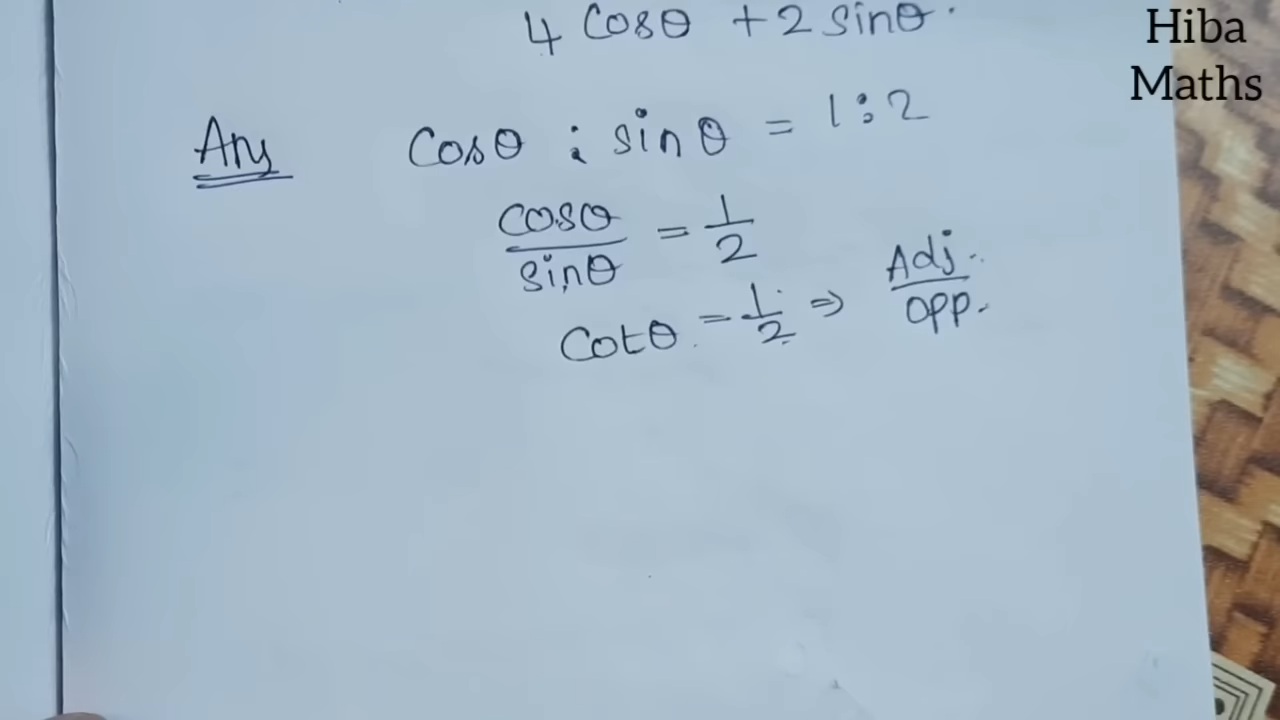 4 Cosθ + 2 sinθ.
Hiba
Maths
Ans Cosθ : sinθ = 1:2
cosθ/sinθ = 1/2
Cotθ = 1/2 ⇒ Adj./opp.